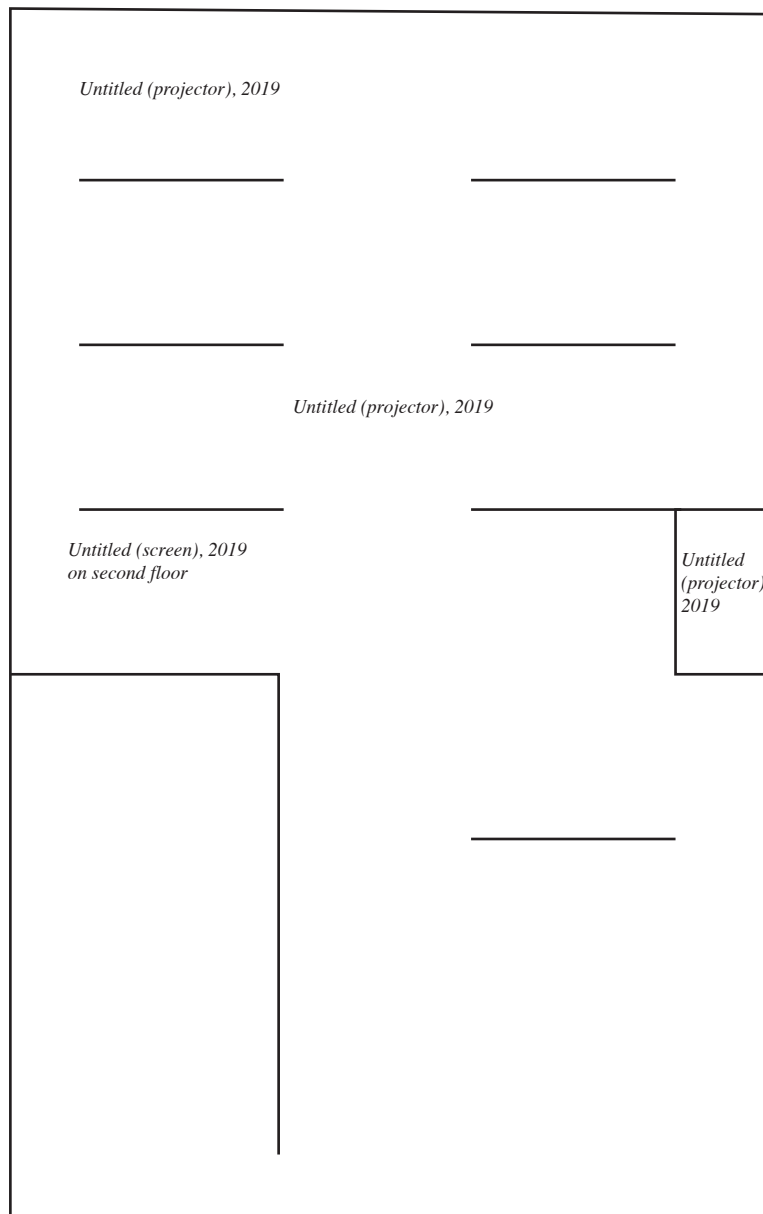 Untitled (projector), 2019
Untitled (projector), 2019
Untitled (screen), 2019
on second floor
Untitled
(projector)
2019